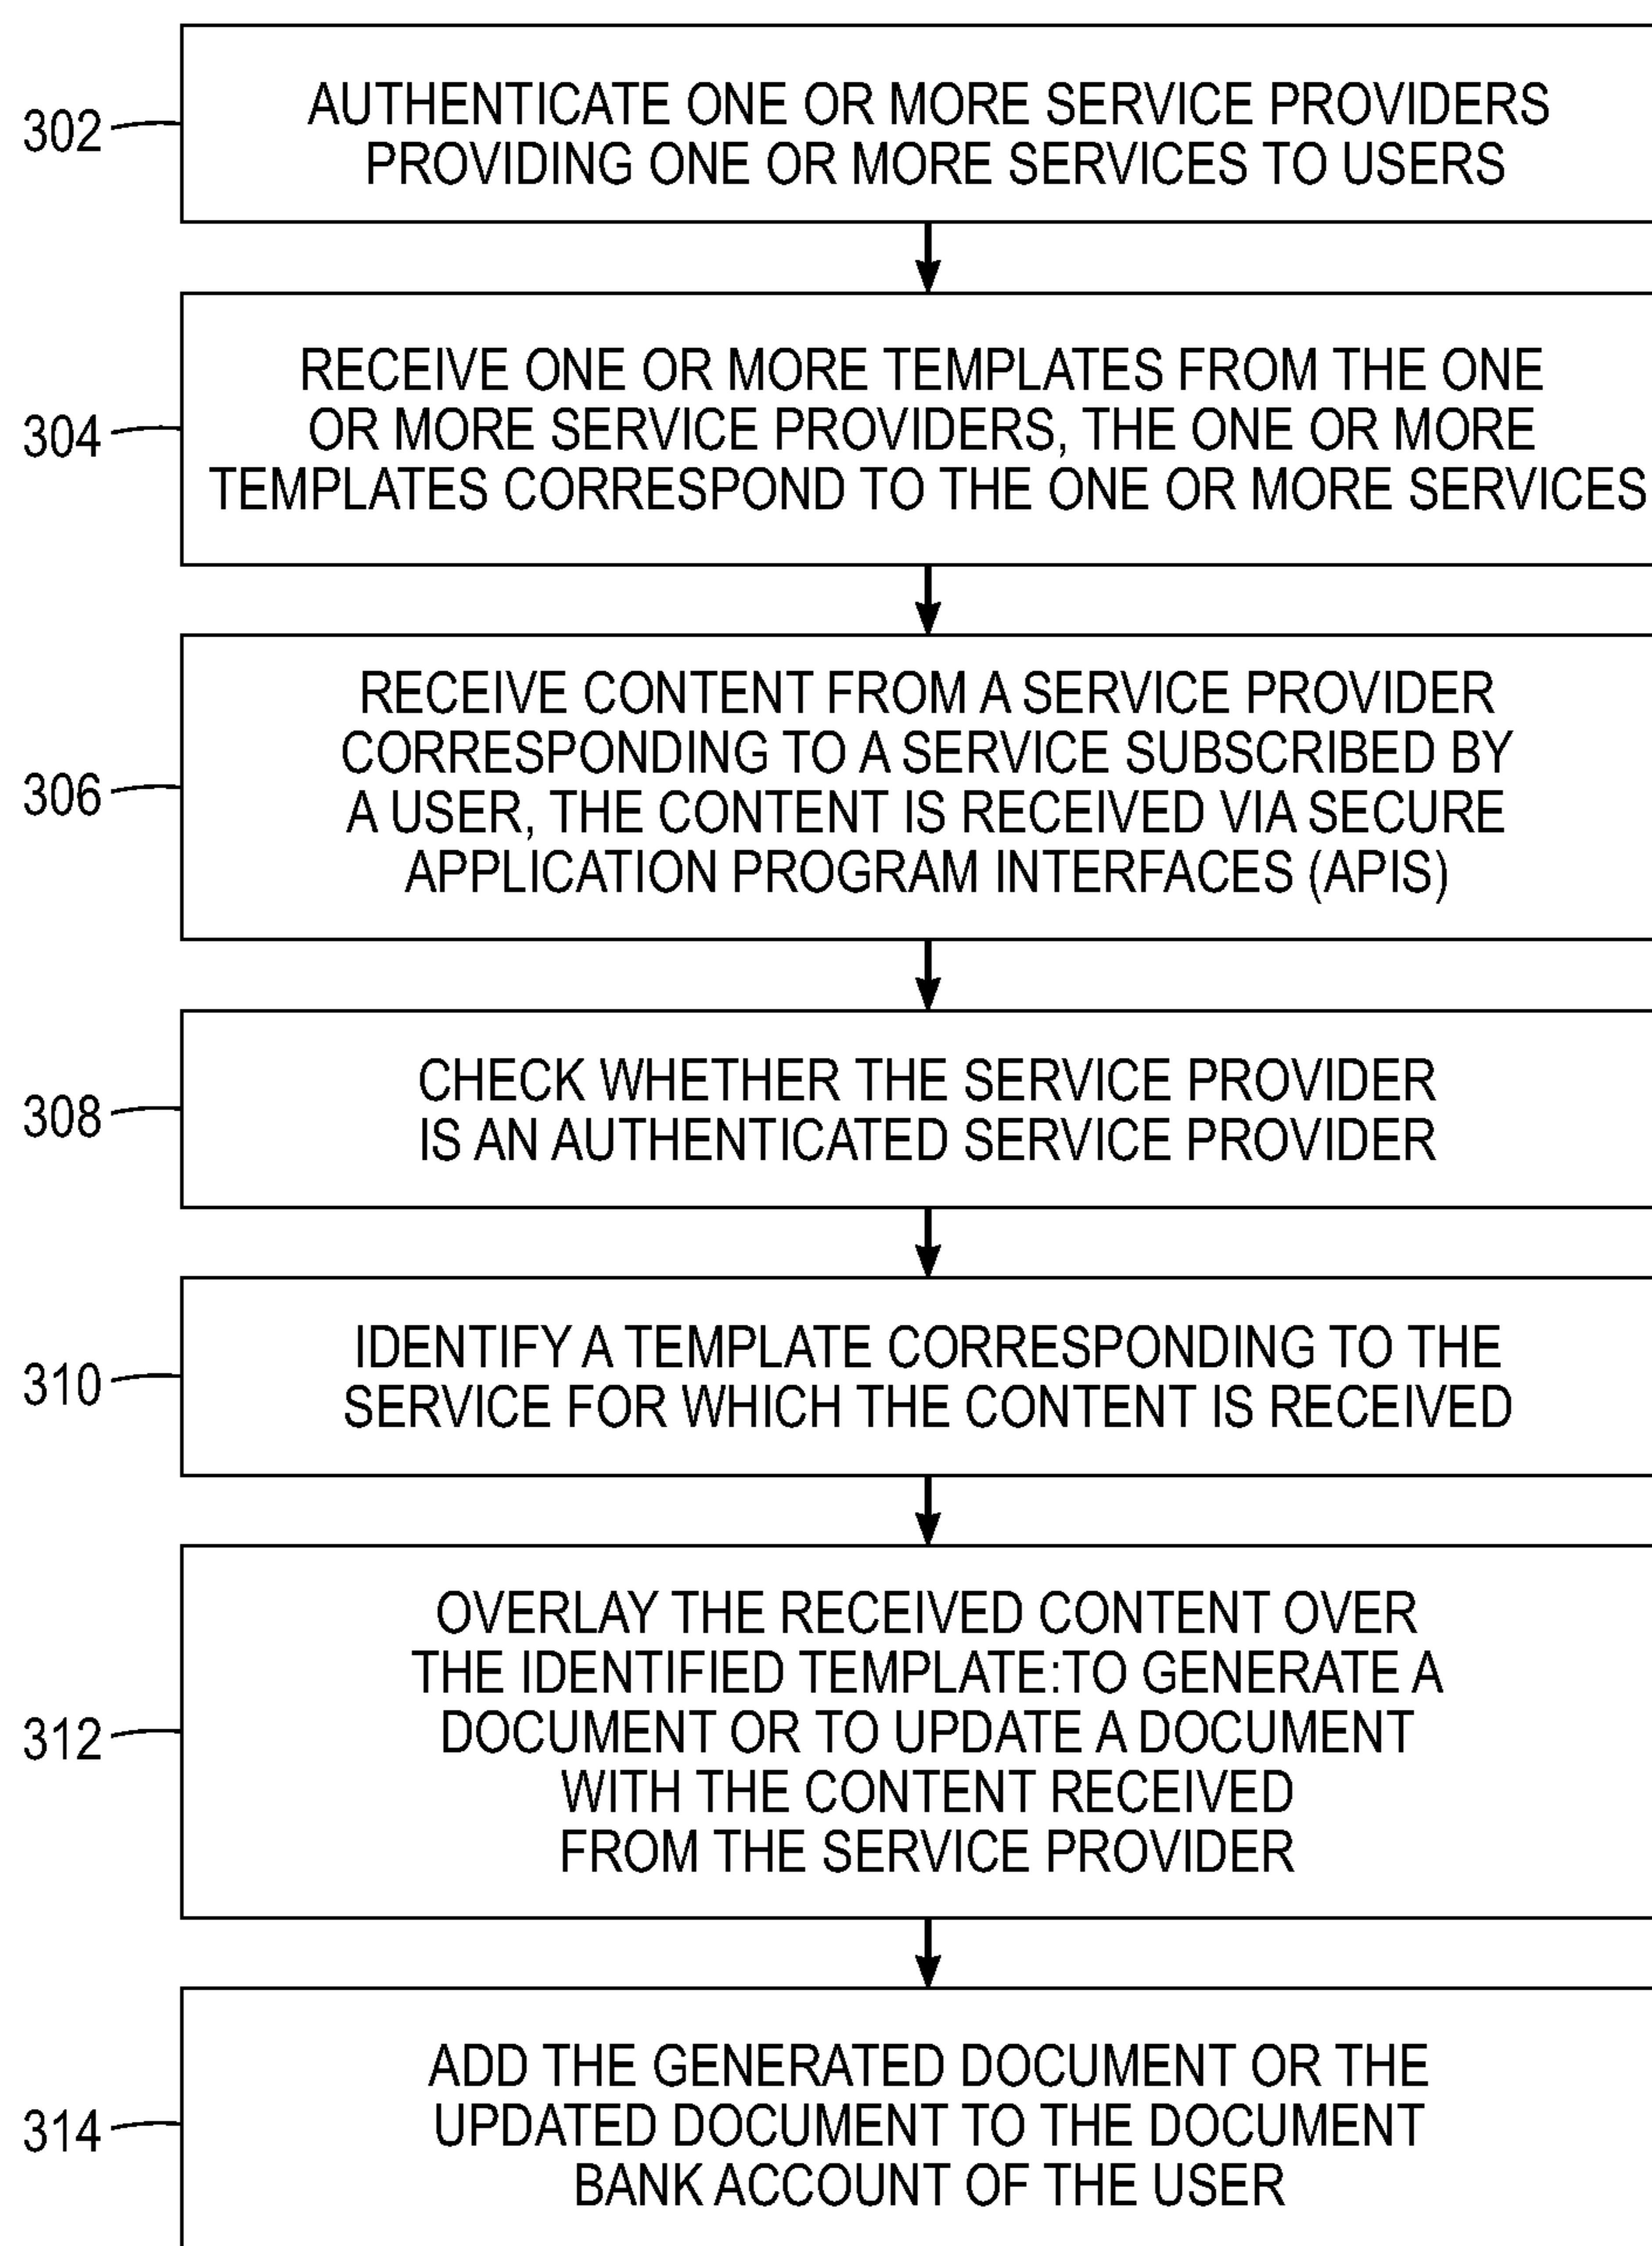 302
AUTHENTICATE ONE OR MORE SERVICE PROVIDERS
PROVIDING ONE OR MORE SERVICES TO USERS
304
RECEIVE ONE OR MORE TEMPLATES FROM THE ONE
OR MORE SERVICE PROVIDERS, THE ONE OR MORE
TEMPLATES CORRESPOND TO THE ONE OR MORE SERVICES
306
RECEIVE CONTENT FROM A SERVICE PROVIDER
CORRESPONDING TO A SERVICE SUBSCRIBED BY
A USER, THE CONTENT IS RECEIVED VIA SECURE
APPLICATION PROGRAM INTERFACES (APIS)
308
CHECK WHETHER THE SERVICE PROVIDER
IS AN AUTHENTICATED SERVICE PROVIDER
310
IDENTIFY A TEMPLATE CORRESPONDING TO THE
SERVICE FOR WHICH THE CONTENT IS RECEIVED
312
OVERLAY THE RECEIVED CONTENT OVER
THE IDENTIFIED TEMPLATE:TO GENERATE A
DOCUMENT OR TO UPDATE A DOCUMENT
WITH THE CONTENT RECEIVED
FROM THE SERVICE PROVIDER
314
ADD THE GENERATED DOCUMENT OR THE
UPDATED DOCUMENT TO THE DOCUMENT
BANK ACCOUNT OF THE USER